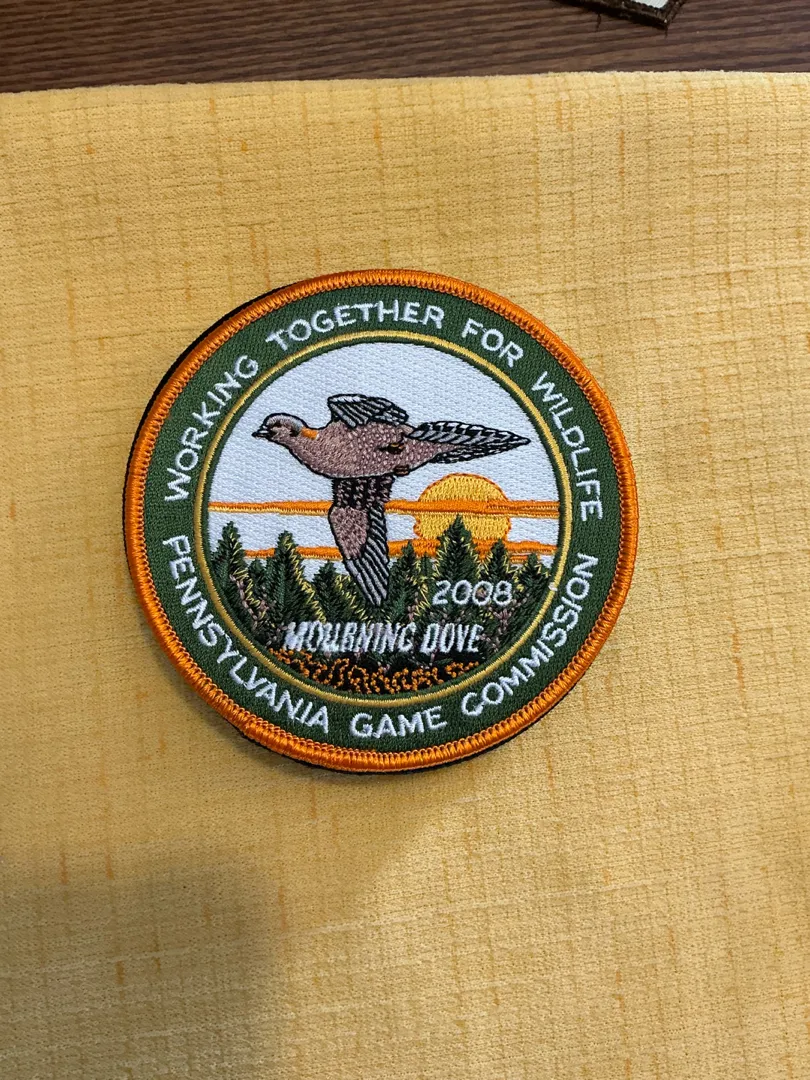 WORKING TOGETHER FOR WILDLIFE
2008
MOURNING DOVE
PENNSYLVANIA GAME COMMISSION